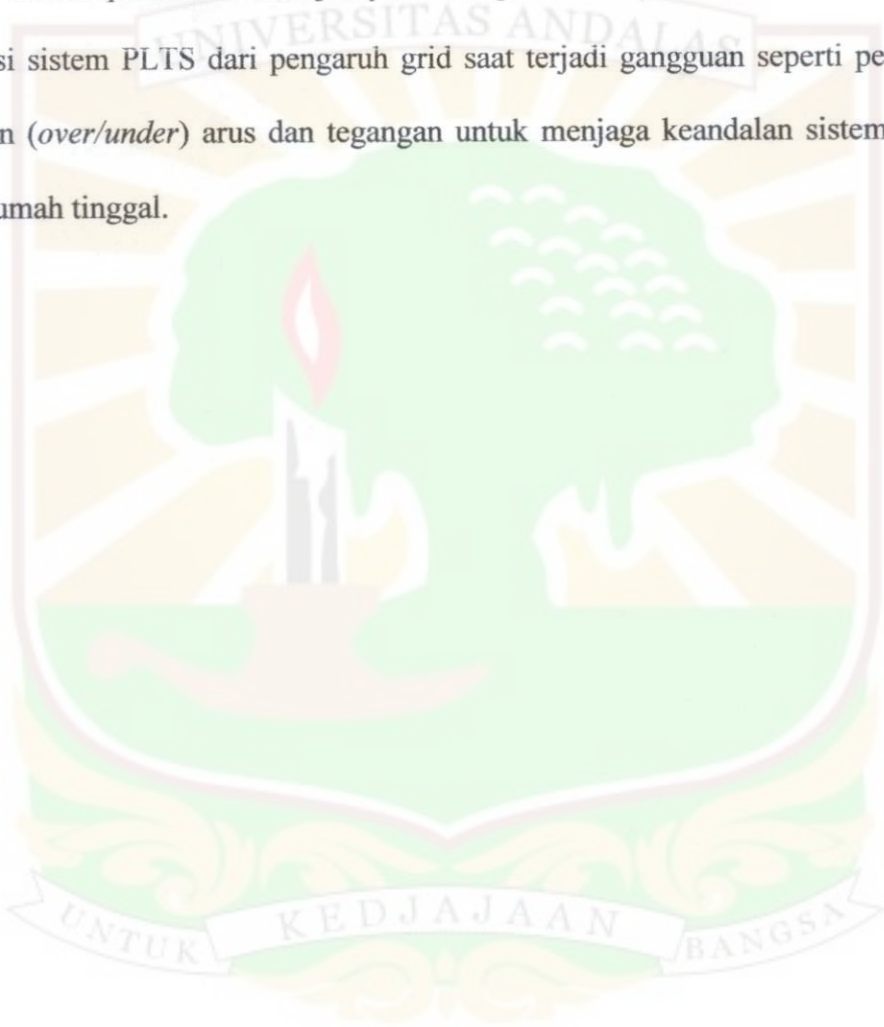 UNIVERSITAS ANDALAS
si sistem PLTS dari pengaruh grid saat terjadi gangguan seperti pe
n (over/under) arus dan tegangan untuk menjaga keandalan sistem
umah tinggal.
UNTUK KEDJAJAAN BANGSA